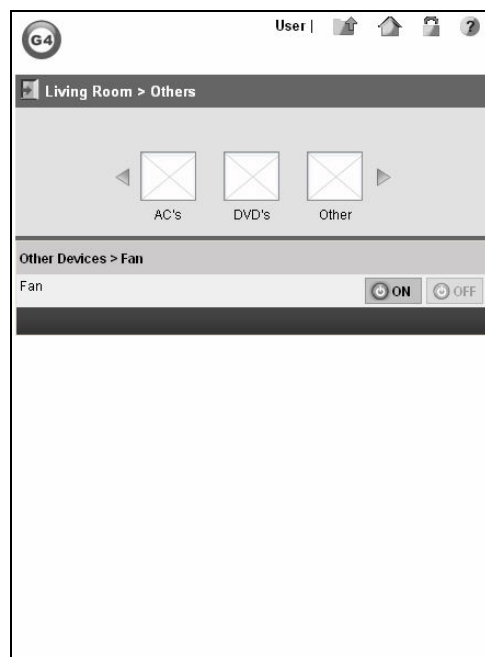 User |
G4
?
Living Room > Others
AC's DVD's Other
Other Devices > Fan
Fan ON OFF